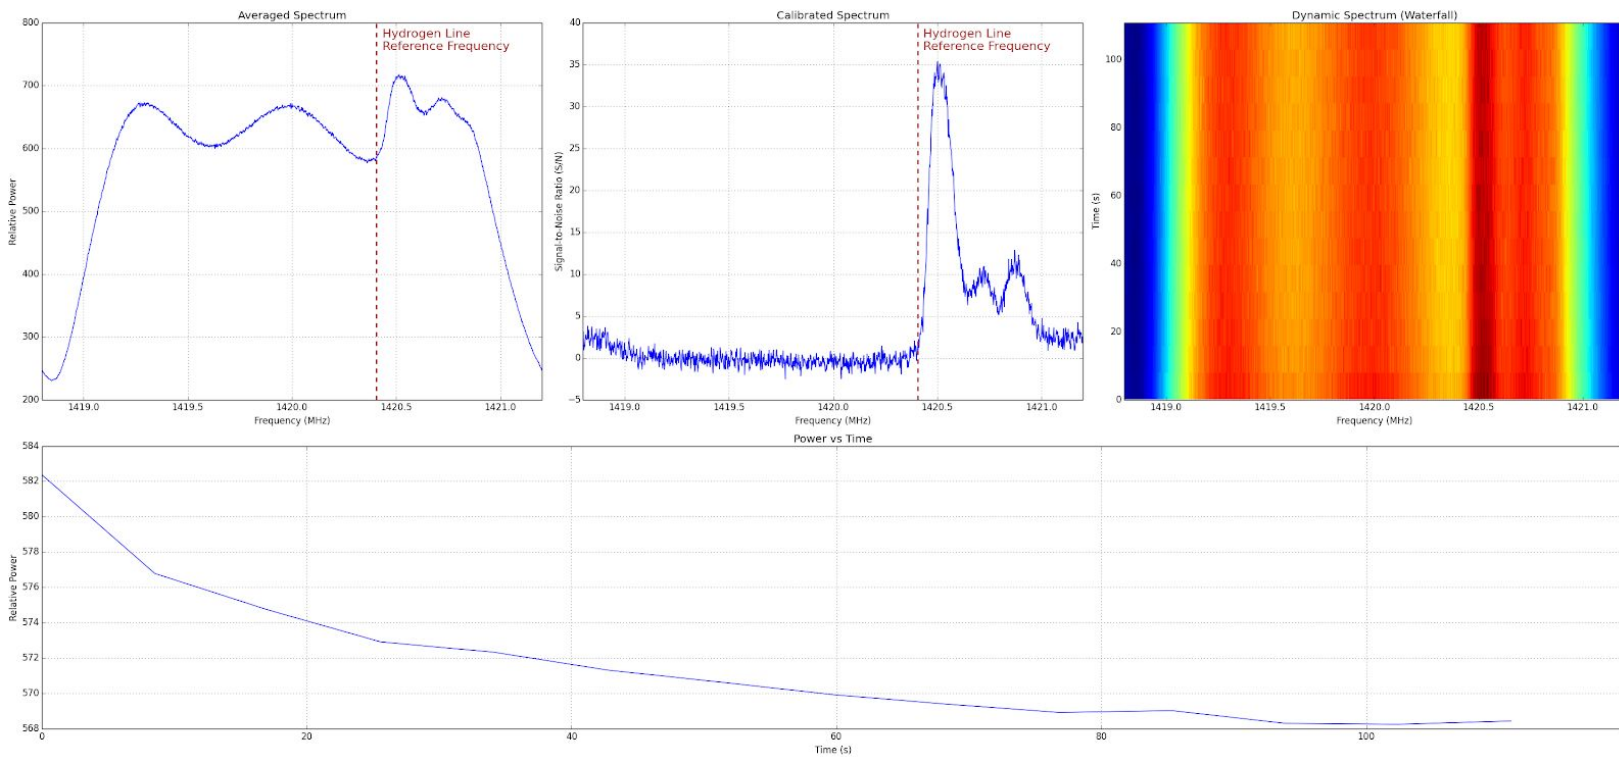 Averaged Spectrum
800
700
600
500
400
300
200
Relative Power
Hydrogen Line
Reference Frequency
1419.0 1419.5 1420.0 1420.5 1421.0
Frequency (MHz)
Calibrated Spectrum
40
35
30
25
20
15
10
5
0
−5
Signal-to-Noise Ratio (S/N)
Hydrogen Line
Reference Frequency
1419.0 1419.5 1420.0 1420.5 1421.0
Frequency (MHz)
Dynamic Spectrum (Waterfall)
100
80
60
40
20
0
Time (s)
1419.0 1419.5 1420.0 1420.5 1421.0
Frequency (MHz)
Power vs Time
584
582
580
578
576
574
572
570
568
Relative Power
0 20 40 60 80 100
Time (s)